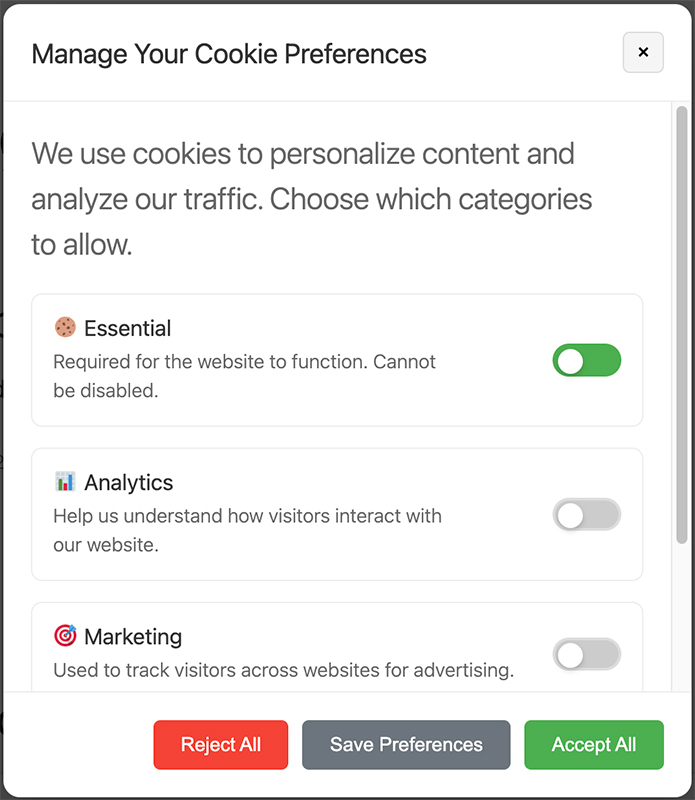 Manage Your Cookie Preferences
×
We use cookies to personalize content and
analyze our traffic. Choose which categories
to allow.
Essential
Required for the website to function. Cannot
be disabled.
Analytics
Help us understand how visitors interact with
our website.
Marketing
Used to track visitors across websites for advertising.
Reject All
Save Preferences
Accept All